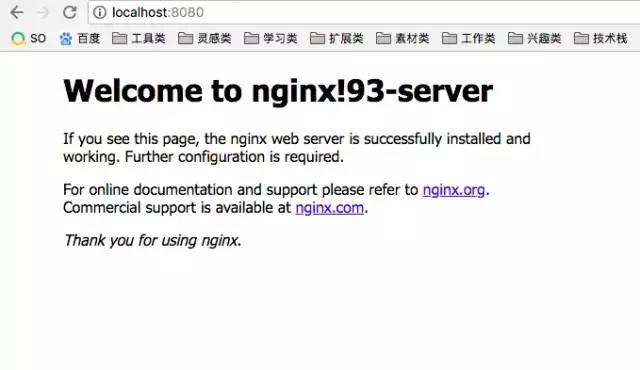 localhost:8080
SO 百度 工具类 灵感类 学习类 扩展类 素材类 工作类 兴趣类 技术栈
Welcome to nginx!93-server
If you see this page, the nginx web server is successfully installed and
working. Further configuration is required.
For online documentation and support please refer to nginx.org.
Commercial support is available at nginx.com.
Thank you for using nginx.